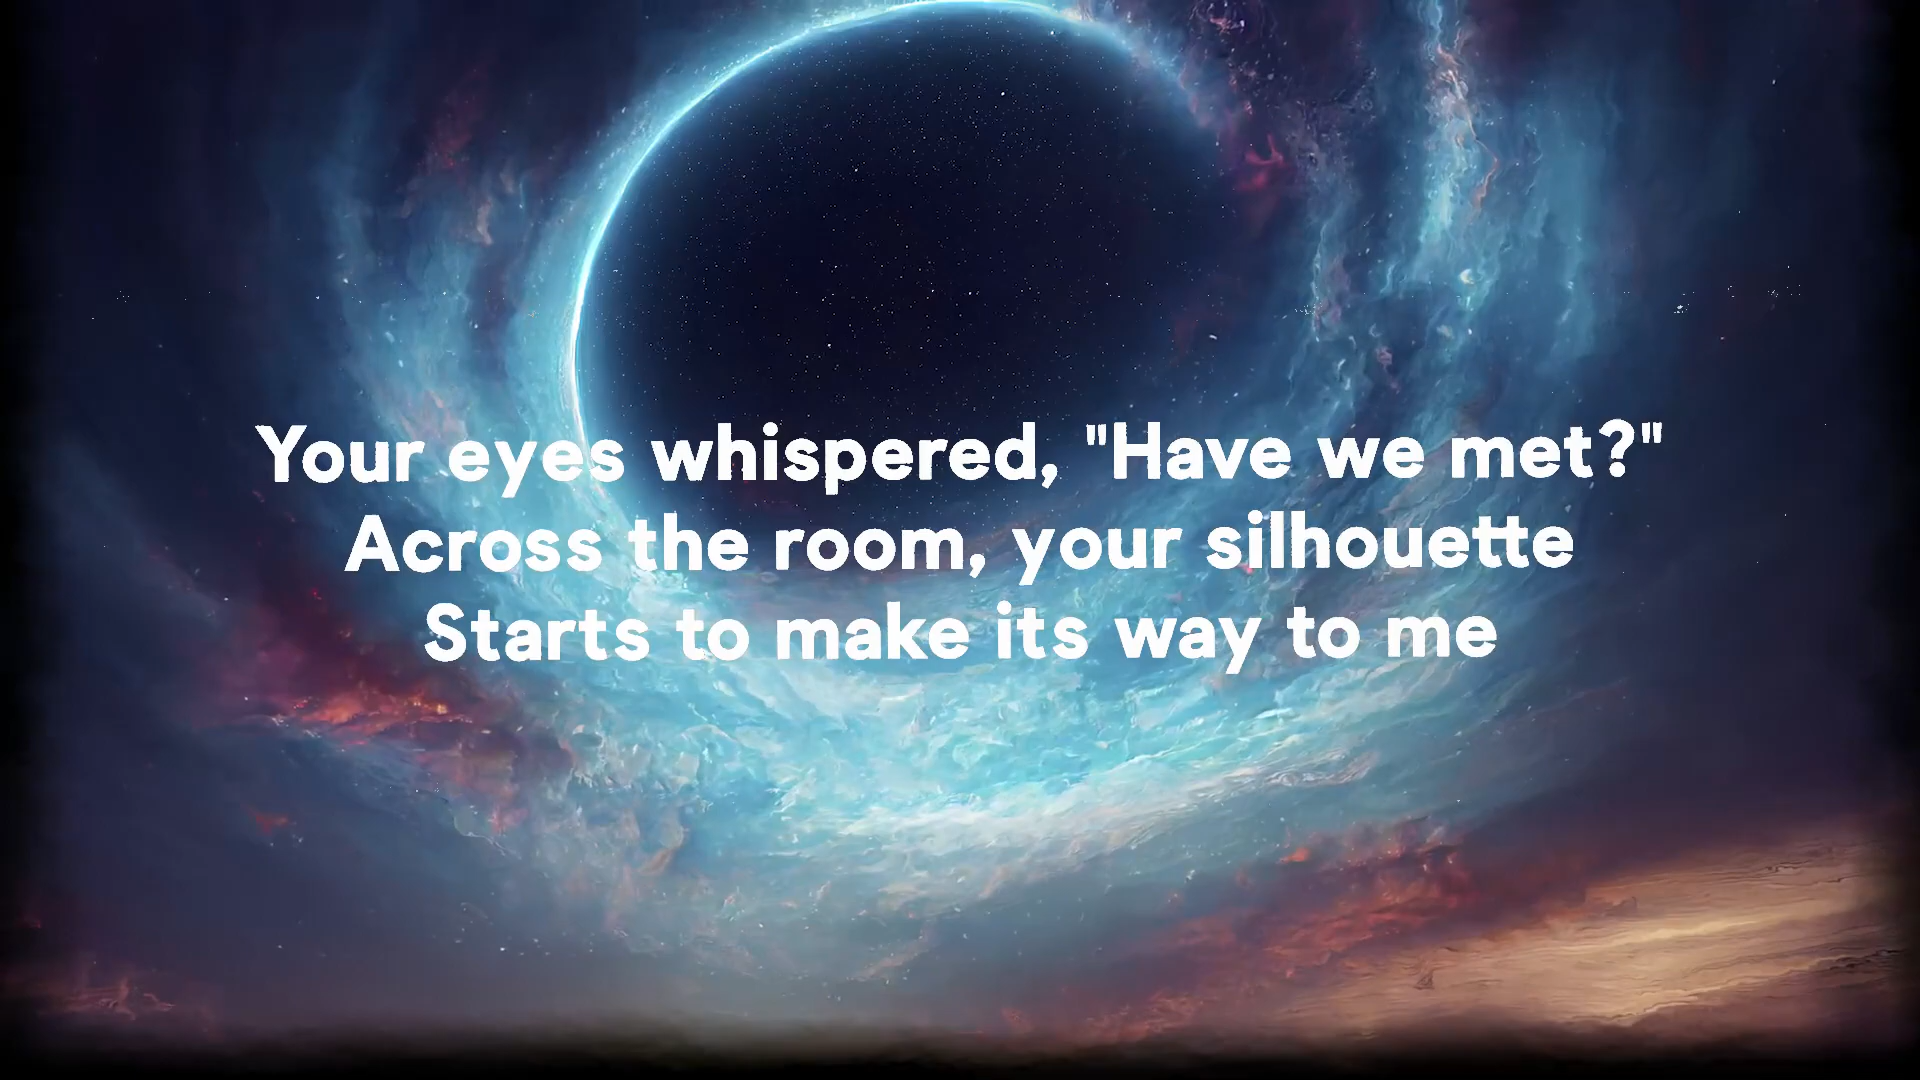 Your eyes whispered, "Have we met?"
Across the room, your silhouette
Starts to make its way to me